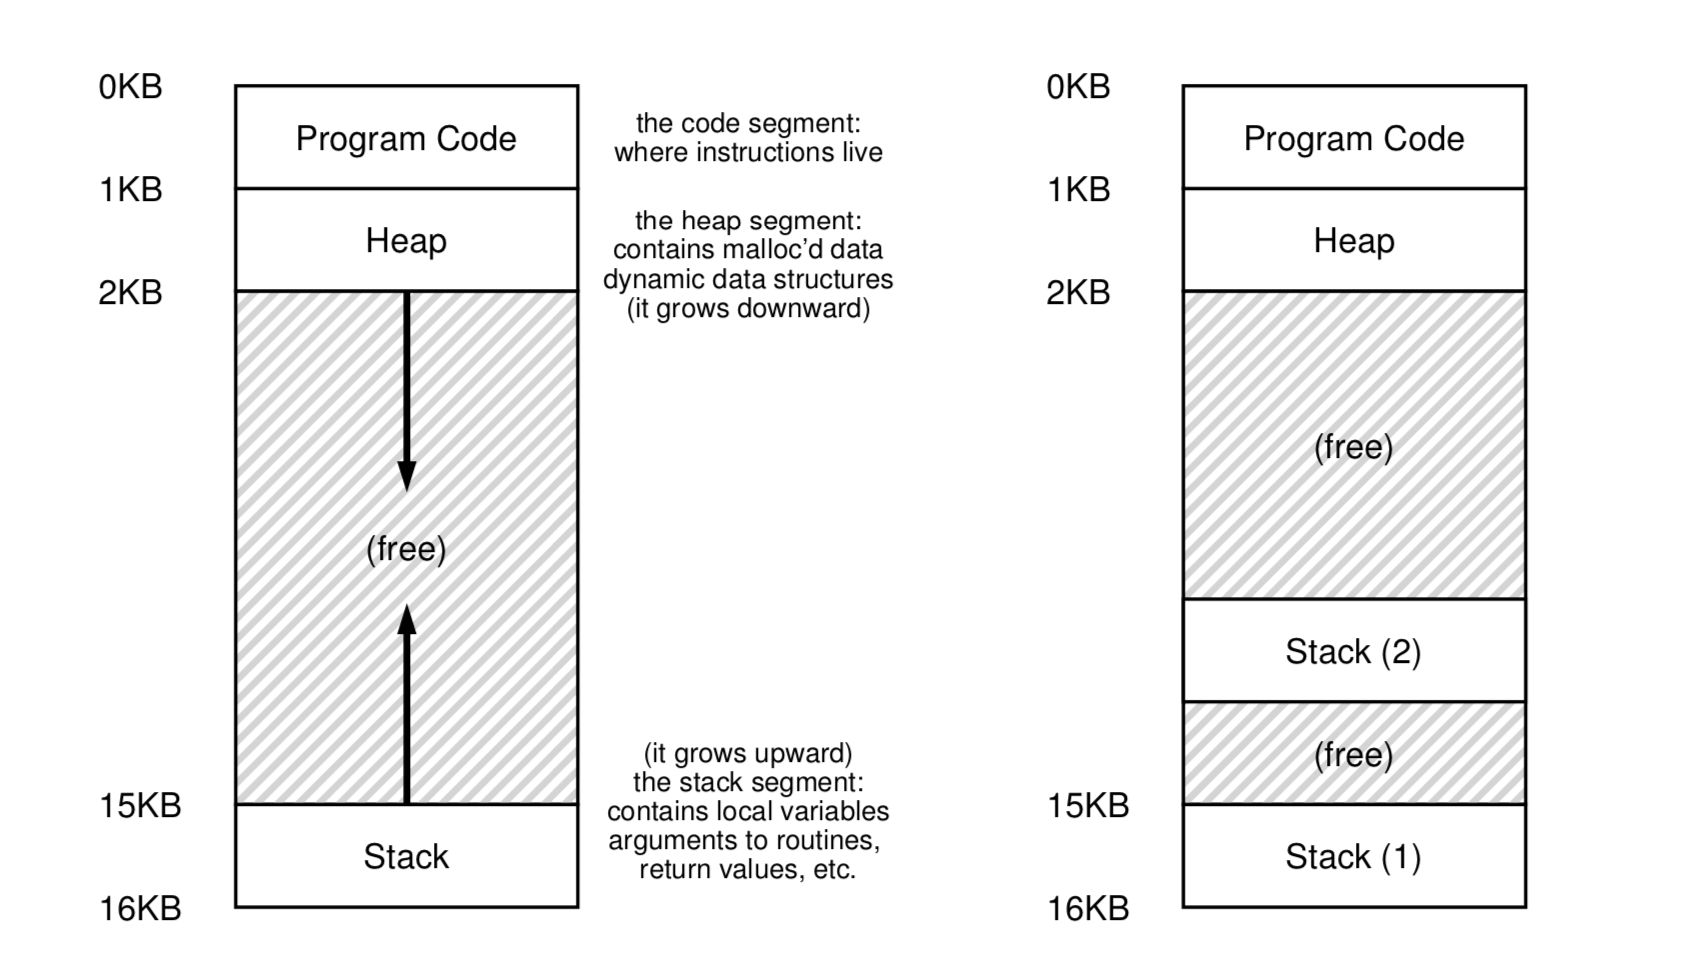 0KB
Program Code
the code segment:
where instructions live
1KB
Heap
the heap segment:
contains malloc’d data
dynamic data structures
(it grows downward)
2KB
(free)
(it grows upward)
the stack segment:
contains local variables
arguments to routines,
return values, etc.
15KB
Stack
16KB
0KB
Program Code
1KB
Heap
2KB
(free)
Stack (2)
(free)
15KB
Stack (1)
16KB